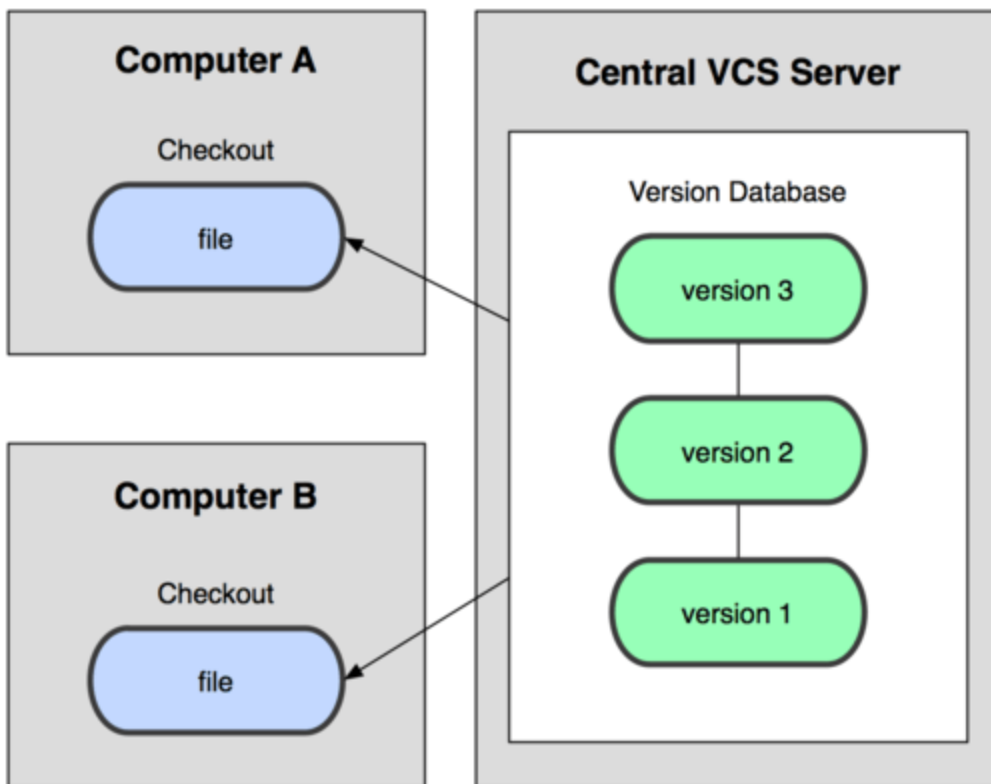 Computer A
Checkout
file
Computer B
Checkout
file
Central VCS Server
Version Database
version 3
version 2
version 1